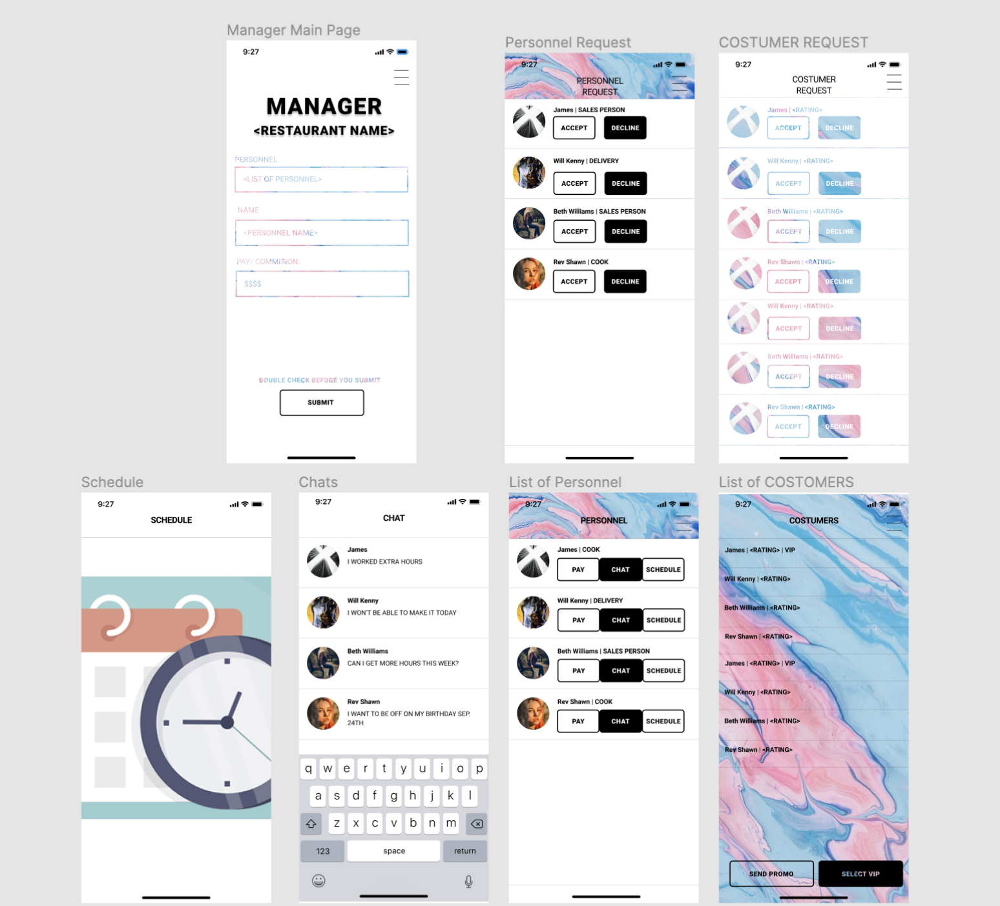 Manager Main Page
9:27
MANAGER
<RESTAURANT NAME>
PERSONNEL
<LIST OF PERSONNEL>
NAME
<PERSONNEL NAME>
PAY/ COMMISION:
$$$$
DOUBLE CHECK BEFORE YOU SUBMIT
SUBMIT
Personnel Request
9:27
PERSONNEL
REQUEST
James | SALES PERSON
ACCEPT DECLINE
Will Kenny | DELIVERY
ACCEPT DECLINE
Beth Williams | SALES PERSON
ACCEPT DECLINE
Rev Shawn | COOK
ACCEPT DECLINE
COSTUMER REQUEST
9:27
COSTUMER
REQUEST
James | <RATING>
ACCEPT DECLINE
Will Kenny | <RATING>
ACCEPT DECLINE
Beth Williams | <RATING>
ACCEPT DECLINE
Rev Shawn | <RATING>
ACCEPT DECLINE
Will Kenny | <RATING>
ACCEPT DECLINE
Beth Williams | <RATING>
ACCEPT DECLINE
Rev Shawn | <RATING>
ACCEPT DECLINE
Schedule
9:27
SCHEDULE
Chats
9:27
CHAT
James
I WORKED EXTRA HOURS
Will Kenny
I WON'T BE ABLE TO MAKE IT TODAY
Beth Williams
CAN I GET MORE HOURS THIS WEEK?
Rev Shawn
I WANT TO BE OFF ON MY BIRTHDAY SEP.
24TH
q w e r t y u i o p
a s d f g h j k l
z x c v b n m
123 space return
List of Personnel
9:27
PERSONNEL
James | COOK
PAY CHAT SCHEDULE
Will Kenny | DELIVERY
PAY CHAT SCHEDULE
Beth Williams | SALES PERSON
PAY CHAT SCHEDULE
Rev Shawn | COOK
PAY CHAT SCHEDULE
List of COSTOMERS
9:27
COSTUMERS
James | <RATING> | VIP
Will Kenny | <RATING>
Beth Williams | <RATING>
Rev Shawn | <RATING>
James | <RATING> | VIP
Will Kenny | <RATING>
Beth Williams | <RATING>
Rev Shawn | <RATING>
SEND PROMO SELECT VIP